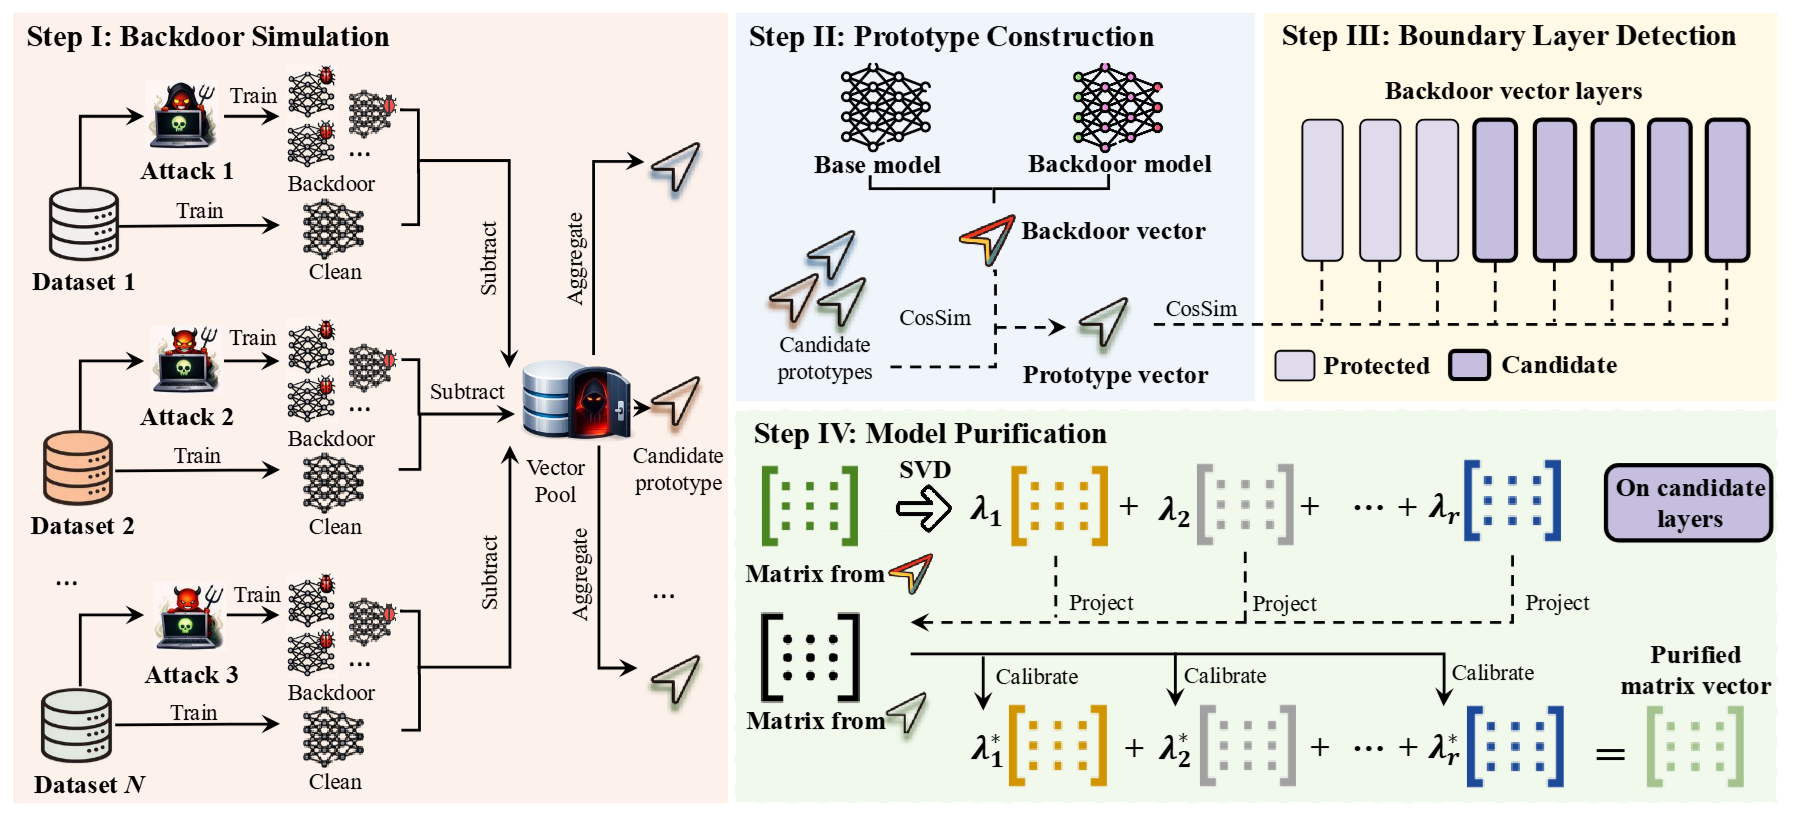 Step I: Backdoor Simulation
Train
Attack 1
...
Backdoor
Train
Clean
Dataset 1
Subtract
Aggregate
Train
Attack 2
...
Backdoor
Train
Clean
Dataset 2
Subtract
Vector
Pool
Candidate
prototype
...
Train
Attack 3
...
Backdoor
Train
Clean
Dataset N
Subtract
Aggregate
...
Step II: Prototype Construction
Base model
Backdoor model
Backdoor vector
CosSim
Candidate
prototypes
Prototype vector
Step III: Boundary Layer Detection
Backdoor vector layers
CosSim
Protected
Candidate
Step IV: Model Purification
SVD
λ1 + λ2 + ... + λr
On candidate
layers
Matrix from
Project
Project
Project
Matrix from
Calibrate
Calibrate
Calibrate
Purified
matrix vector
λ1* + λ2* + ... + λr* =